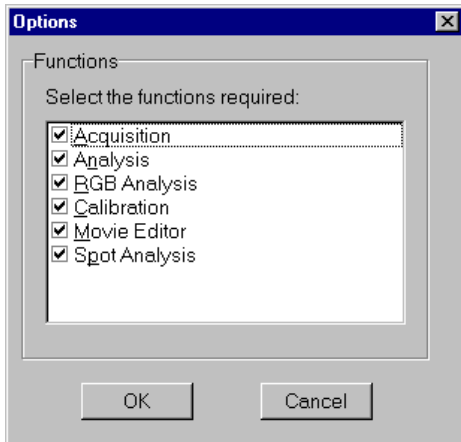 Options
Functions
Select the functions required:
Acquisition
Analysis
RGB Analysis
Calibration
Movie Editor
Spot Analysis
OK Cancel